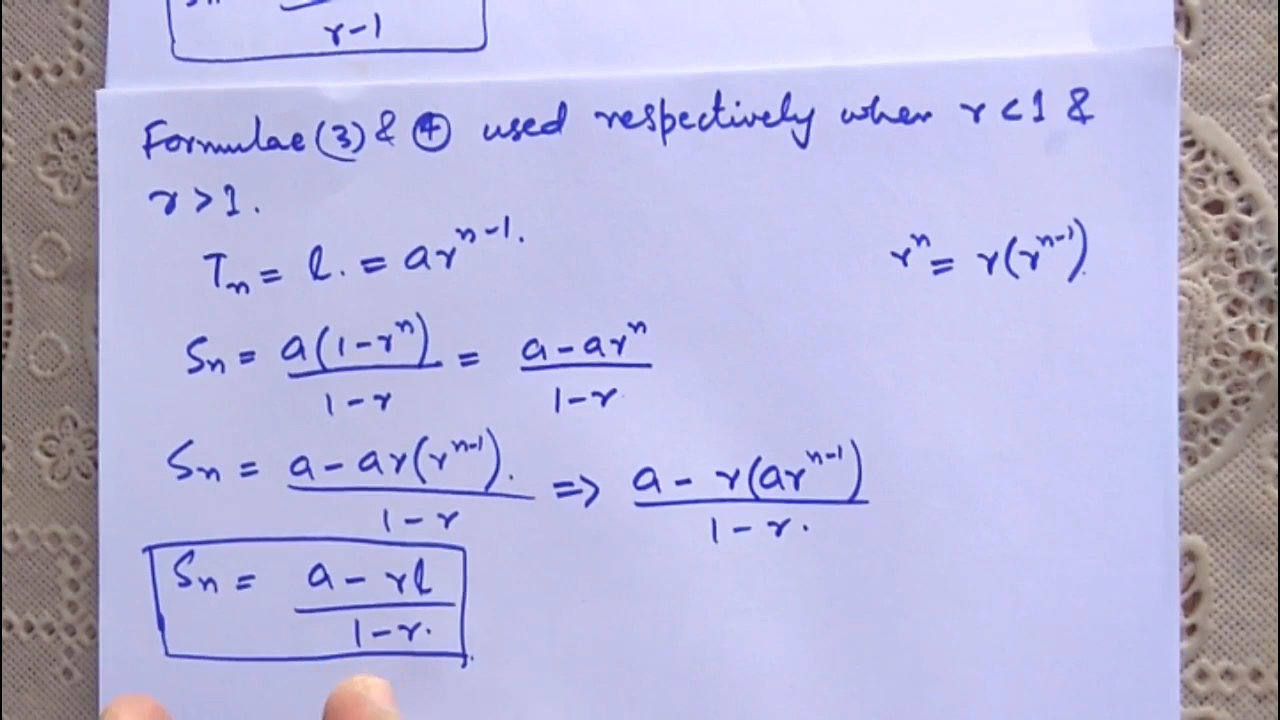 r-1
Formulae (3) & (4) used respectively when r < 1 &
r > 1.
Tn = l. = ar^n-1.
r^n = r(r^n-1)
Sn = a(1-r^n) / 1-r = a-ar^n / 1-r
Sn = a-ar(r^n-1). / 1-r => a-r(ar^n-1) / 1-r.
Sn = a-rl / 1-r.